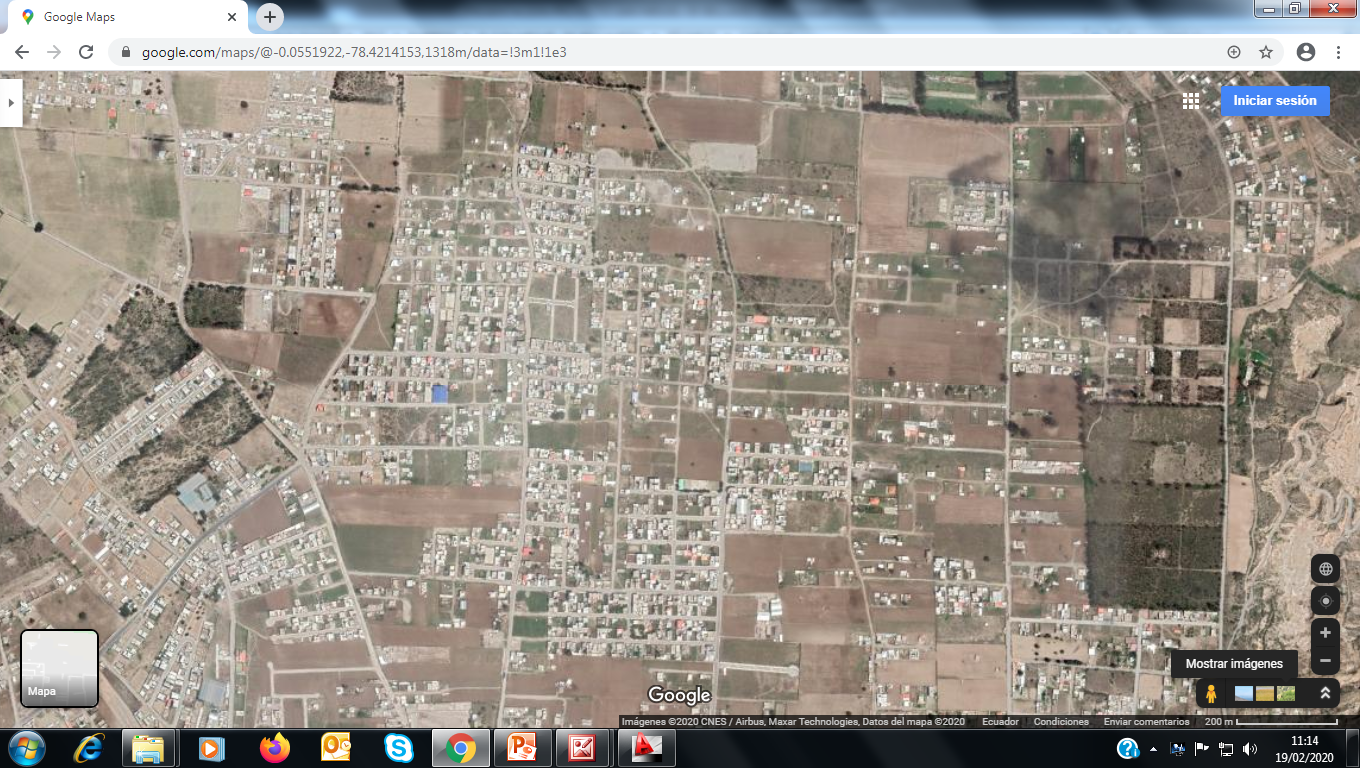 Google Maps
google.com/maps/@-0.0551922,-78.4214153,1318m/data=!3m1!1e3
Iniciar sesión
Mostrar imágenes
Mapa
Google
Imágenes ©2020 CNES / Airbus, Maxar Technologies, Datos del mapa ©2020 Ecuador Condiciones Enviar comentarios 200 m
11:14
19/02/2020